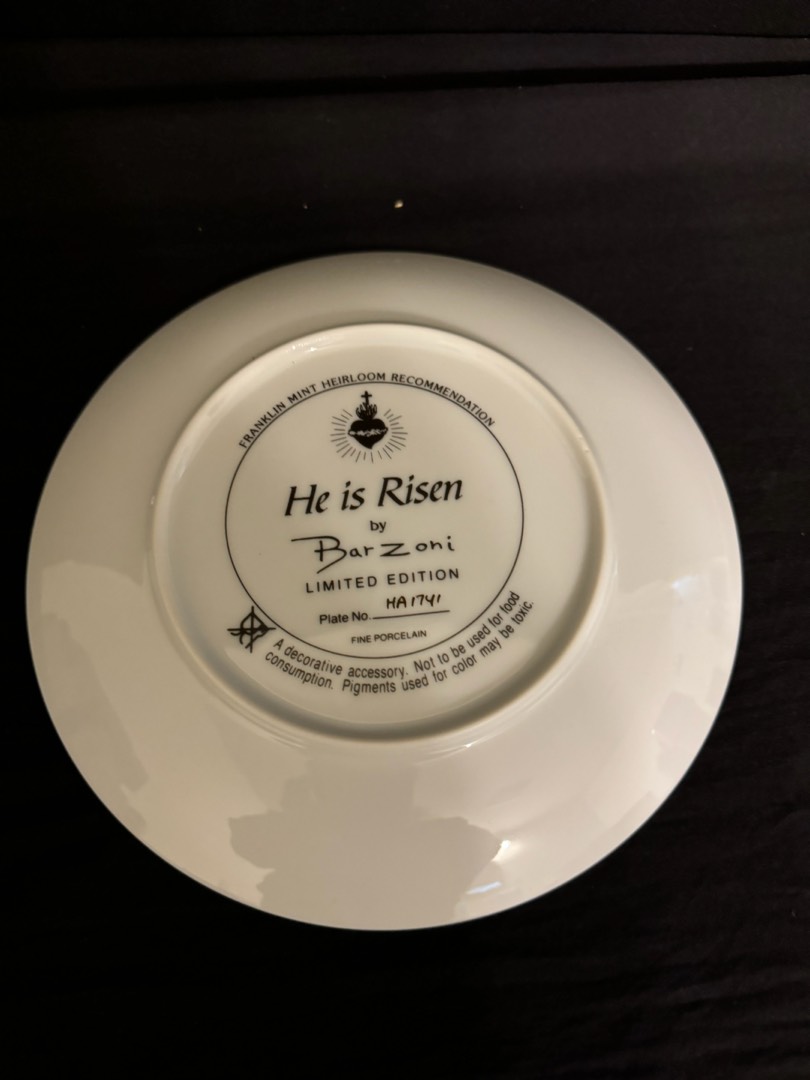 FRANKLIN MINT HEIRLOOM RECOMMENDATION
He is Risen
by
Barzoni
LIMITED EDITION
Plate No. HA1741
FINE PORCELAIN
A decorative accessory. Not to be used for food
consumption. Pigments used for color may be toxic.